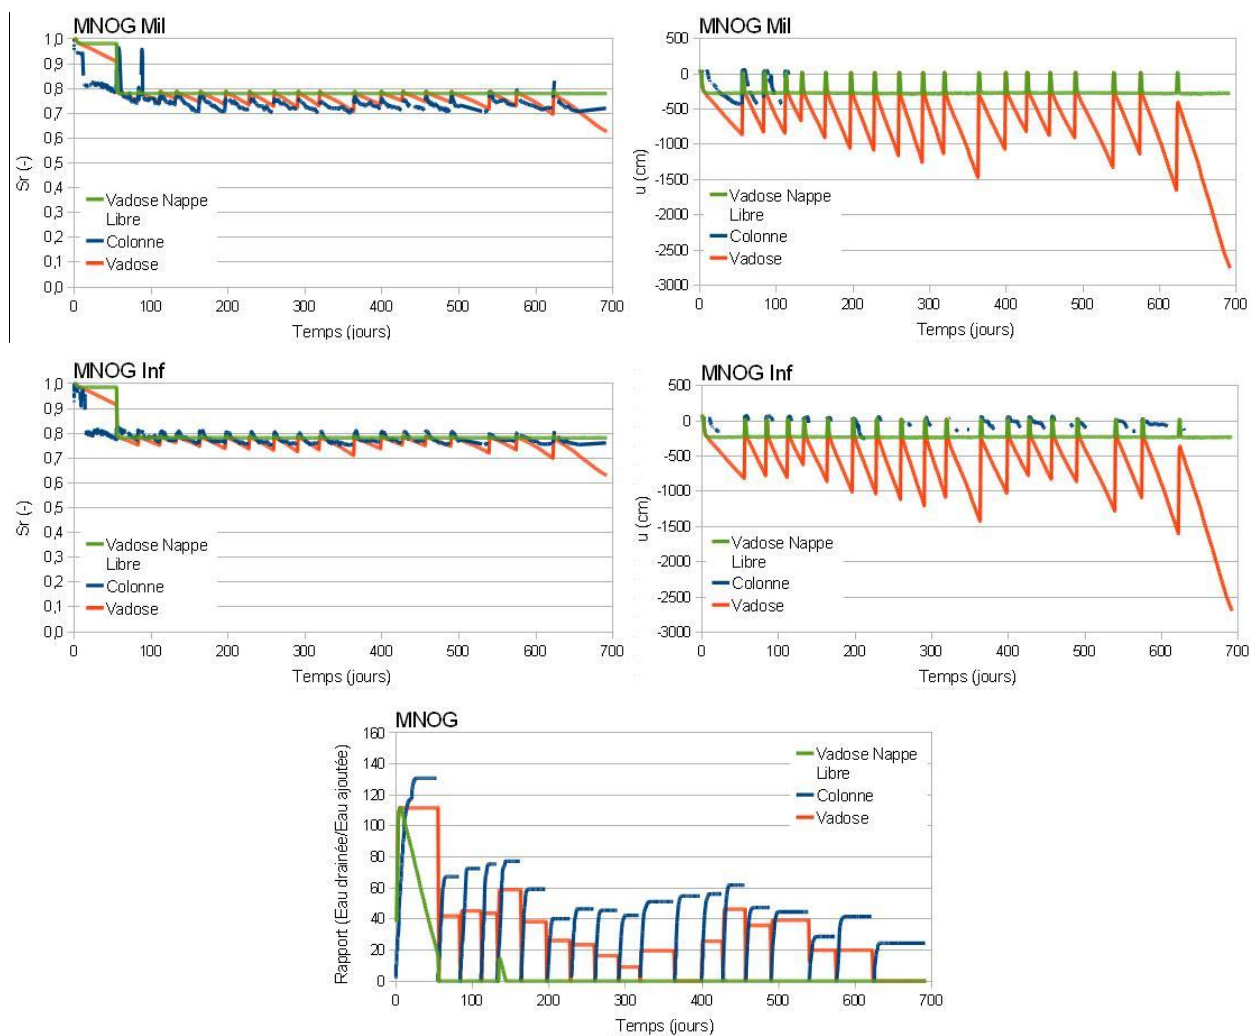 MNOG Mil
1,0
0,9
0,8
0,7
0,6
0,5
0,4
0,3
0,2
0,1
0,0
Sr (-)
Vadose Nappe
Libre
Colonne
Vadose
0 100 200 300 400 500 600 700
Temps (jours)
MNOG Mil
500
0
-500
-1000
-1500
-2000
-2500
-3000
u (cm)
Vadose Nappe
Libre
Colonne
Vadose
0 100 200 300 400 500 600 700
Temps (jours)
MNOG Inf
1,0
0,9
0,8
0,7
0,6
0,5
0,4
0,3
0,2
0,1
0,0
Sr (-)
Vadose Nappe
Libre
Colonne
Vadose
0 100 200 300 400 500 600 700
Temps (jours)
MNOG Inf
500
0
-500
-1000
-1500
-2000
-2500
-3000
u (cm)
Vadose Nappe
Libre
Colonne
Vadose
0 100 200 300 400 500 600 700
Temps (jours)
MNOG
160
140
120
100
80
60
40
20
0
Rapport (Eau drainée/Eau ajoutée)
Vadose Nappe
Libre
Colonne
Vadose
0 100 200 300 400 500 600 700
Temps (jours)